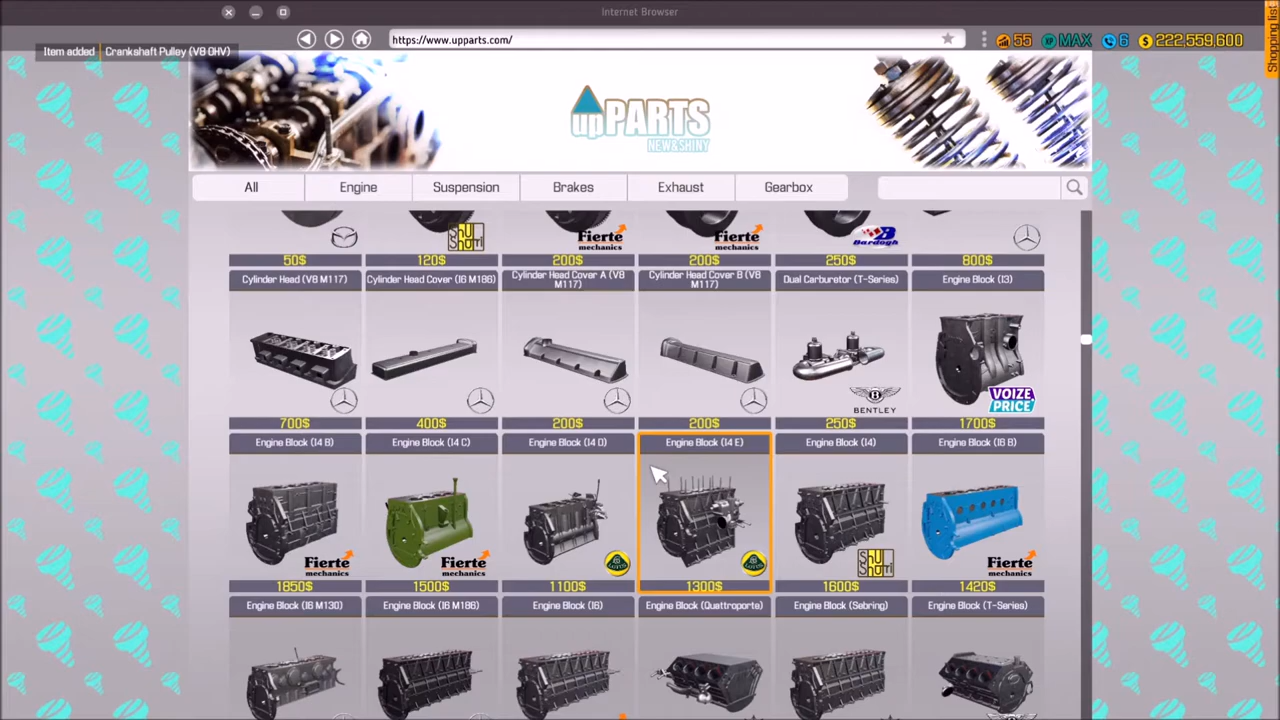 Internet Browser
Item added | Crankshaft Pulley (V8 OHV)
https://www.upparts.com/
55 MAX 6 $ 222,559,600
Shopping list
upPARTS
NEW&SHINY
All Engine Suspension Brakes Exhaust Gearbox
Fierte mechanics Fierte mechanics Bardogh
50$ 120$ 200$ 200$ 250$ 800$
Cylinder Head (V8 M117) Cylinder Head Cover (I6 M186) Cylinder Head Cover A (V8 M117) Cylinder Head Cover B (V8 M117) Dual Carburetor (T-Series) Engine Block (I3)
BENTLEY VOIZE PRICE
700$ 400$ 200$ 200$ 250$ 1700$
Engine Block (I4 B) Engine Block (I4 C) Engine Block (I4 D) Engine Block (I4 E) Engine Block (I4) Engine Block (I6 B)
Fierte mechanics Fierte mechanics LOTUS LOTUS Fierte mechanics
1850$ 1500$ 1100$ 1300$ 1600$ 1420$
Engine Block (I6 M130) Engine Block (I6 M186) Engine Block (I6) Engine Block (Quattroporte) Engine Block (Sebring) Engine Block (T-Series)